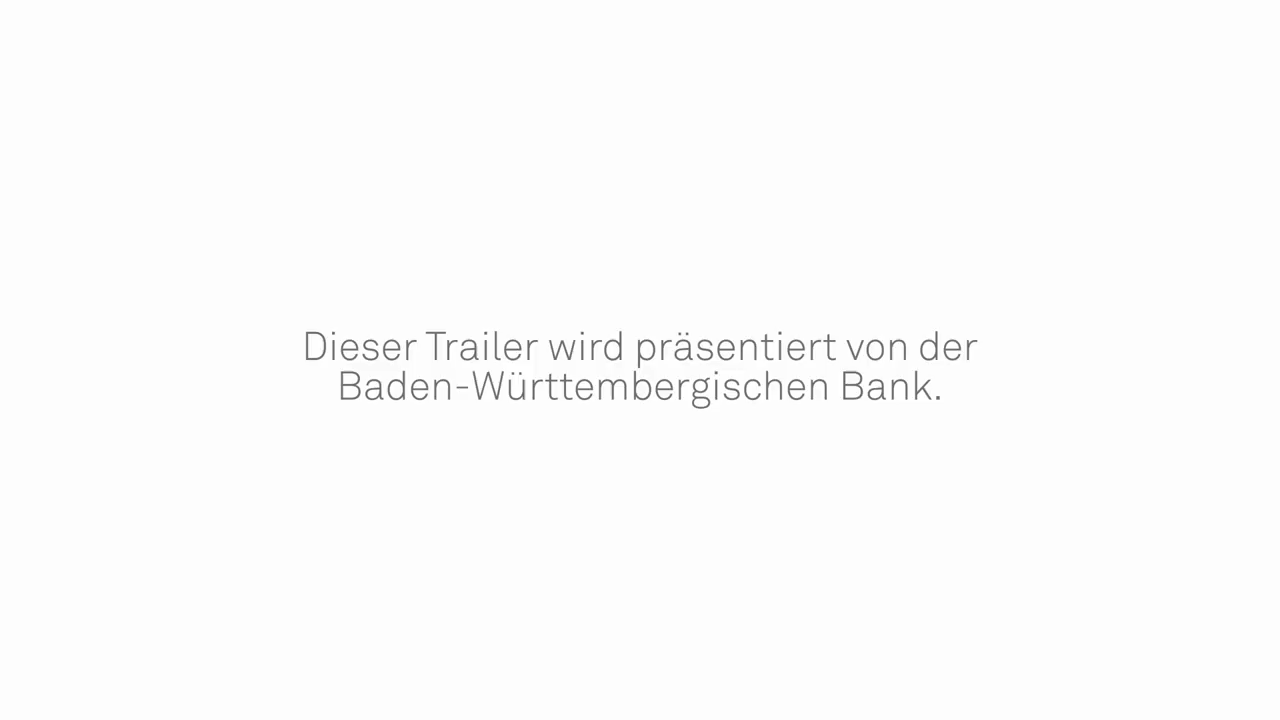 Dieser Trailer wird präsentiert von der
Baden-Württembergischen Bank.